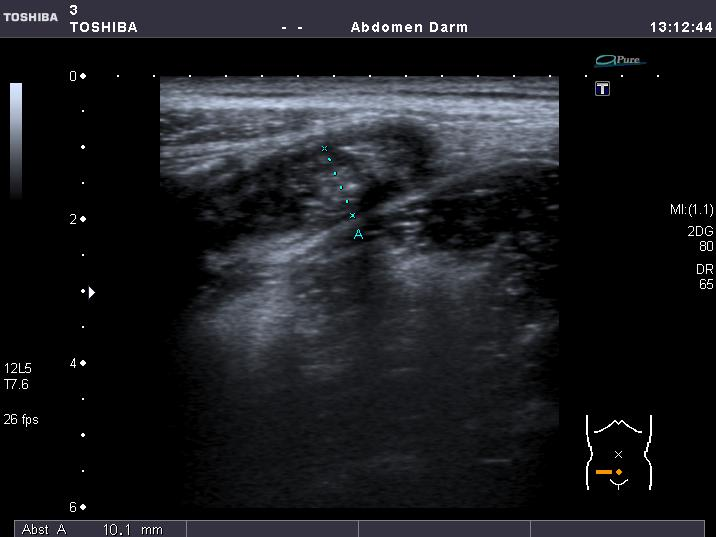 TOSHIBA
3
TOSHIBA - - Abdomen Darm 13:12:44
aPure
T
0
2
4
6
A
MI:(1.1)
2DG
80
DR
65
12L5
T7.6
26 fps
Abst A 10.1 mm